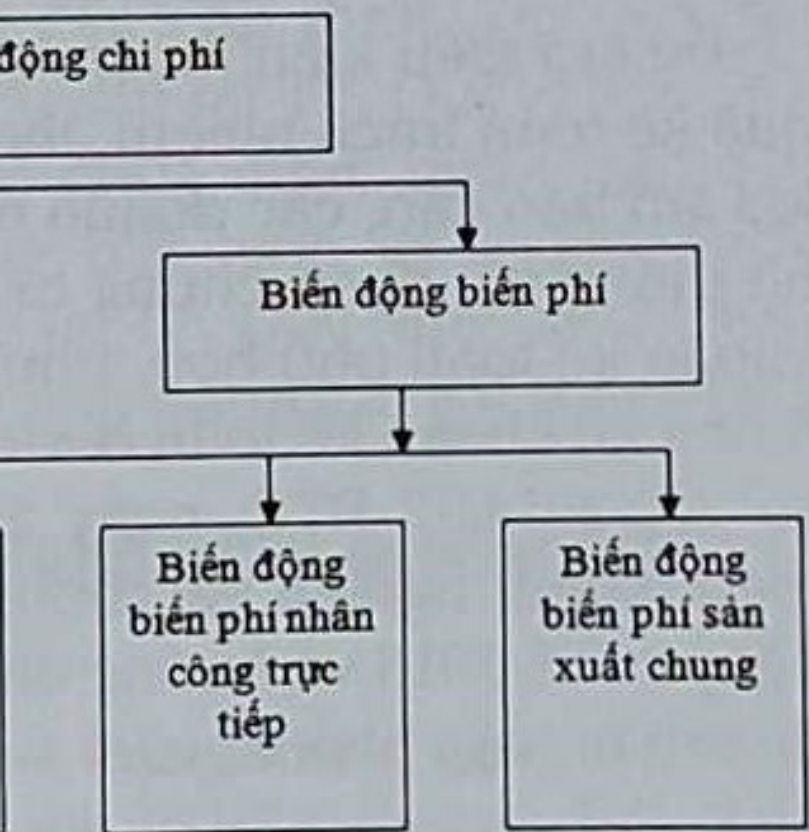 động chi phí
Biến động biến phí
Biến động
biến phí nhân
công trực
tiếp
Biến động
biến phí sản
xuất chung